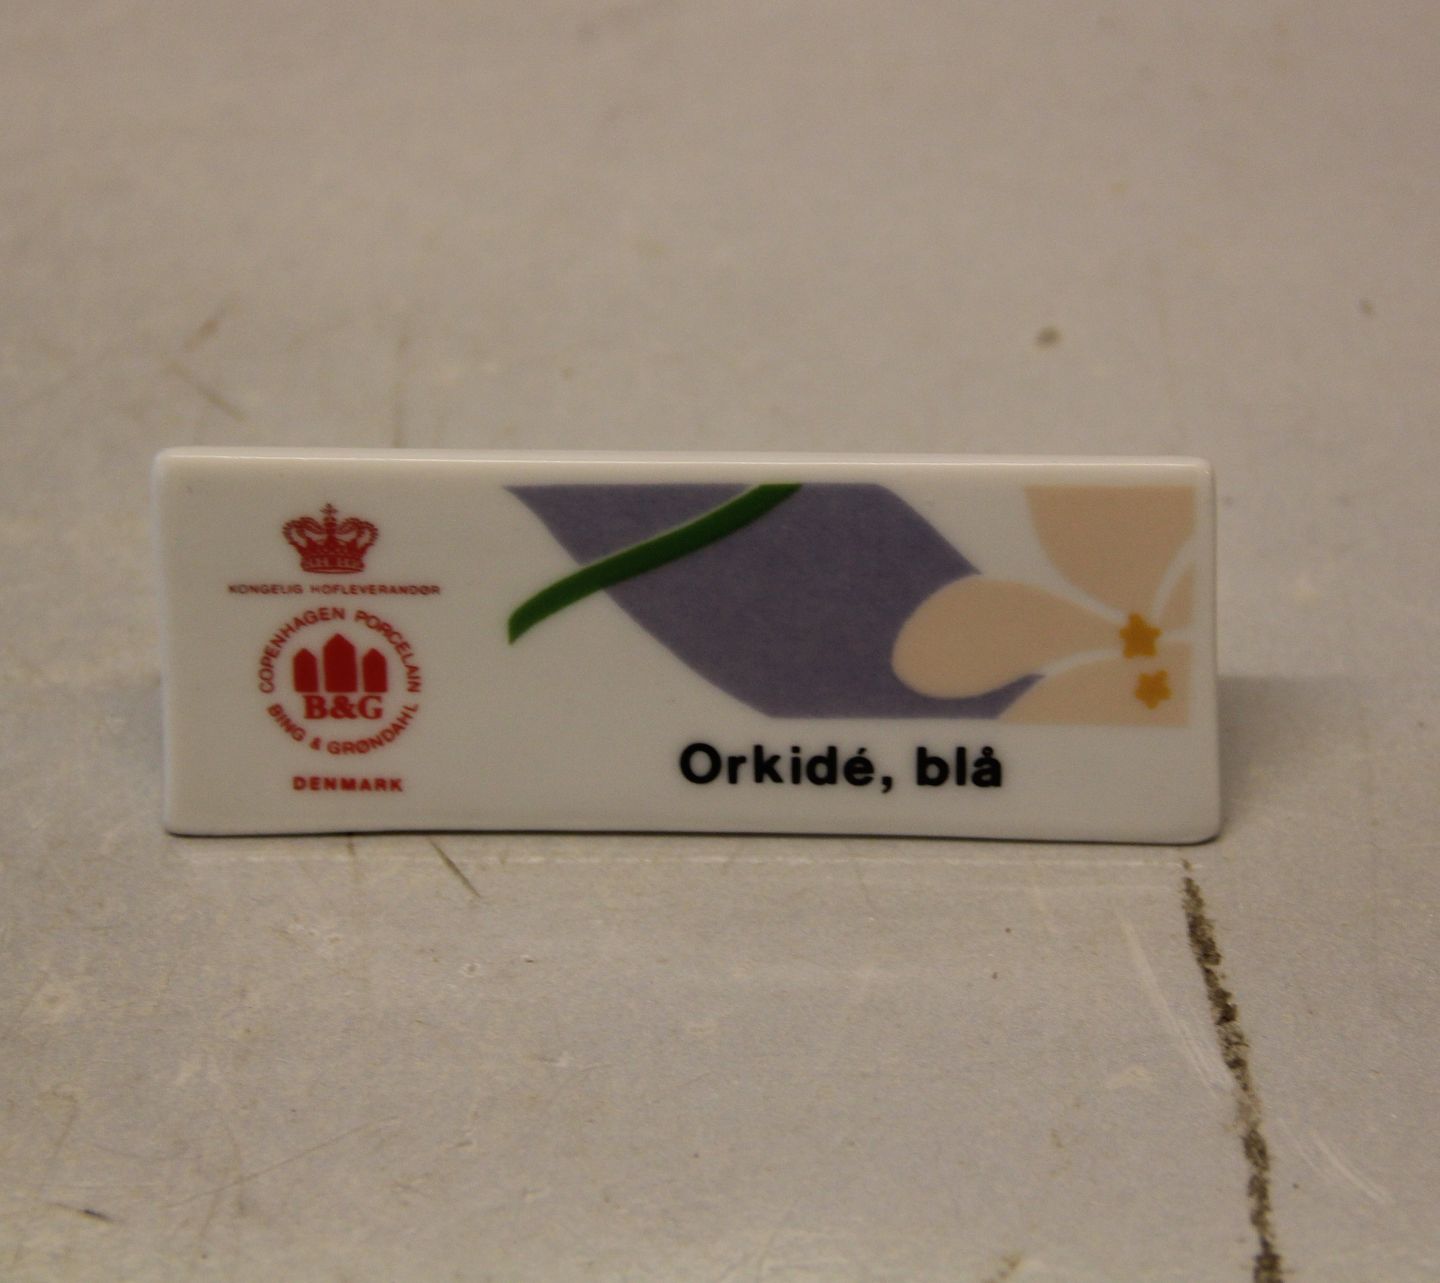 KONGELIG HOFLEVERANDØR
COPENHAGEN PORCELAIN
B&G
BING & GRØNDAHL
DENMARK
Orkidé, blå